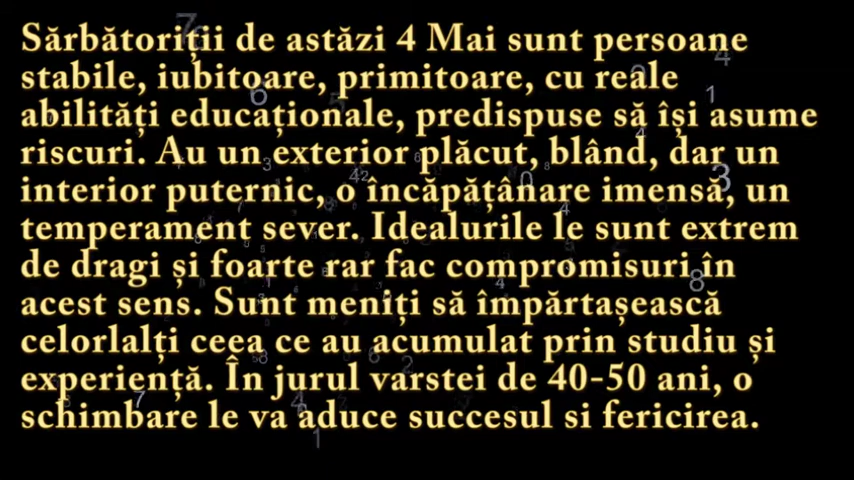 Sărbătoriții de astăzi 4 Mai sunt persoane
stabile, iubitoare, primitoare, cu reale
abilități educaționale, predispuse să își asume
riscuri. Au un exterior plăcut, blând, dar un
interior puternic, o încăpățânare imensă, un
temperament sever. Idealurile le sunt extrem
de dragi și foarte rar fac compromisuri în
acest sens. Sunt meniți să împărtașească
celorlalți ceea ce au acumulat prin studiu și
experiență. În jurul varstei de 40-50 ani, o
schimbare le va aduce succesul si fericirea.